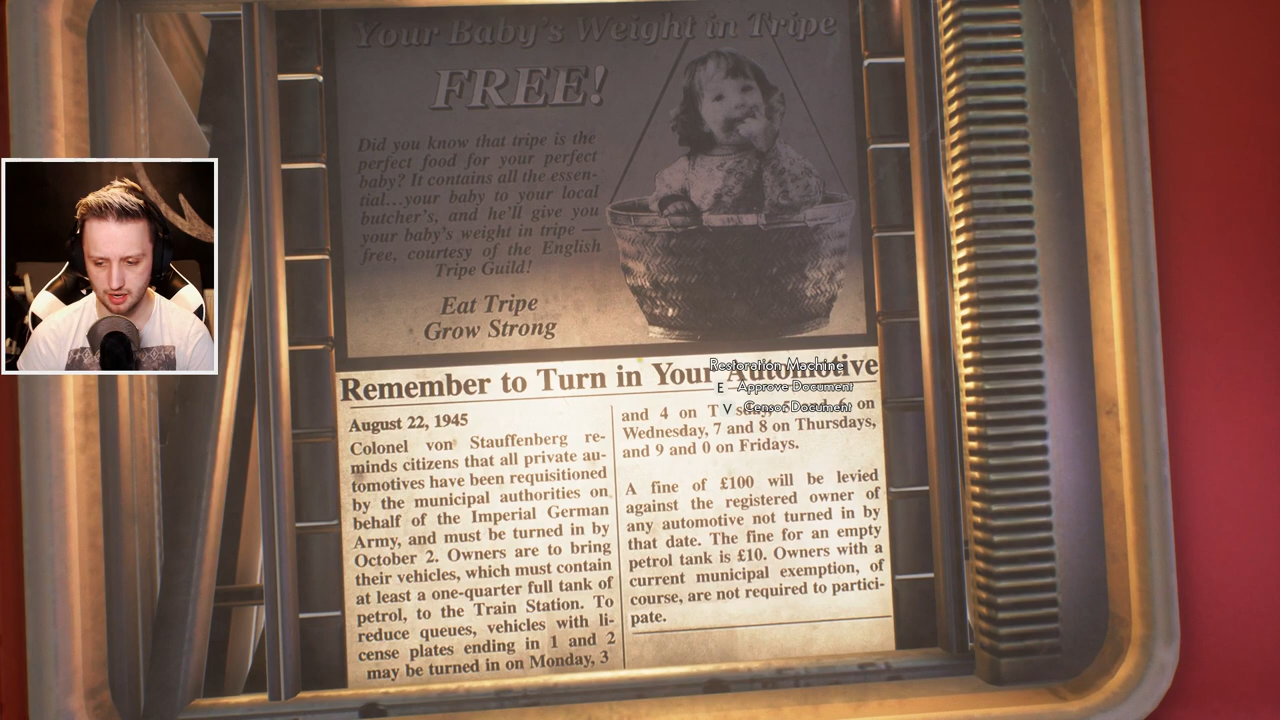 Your Baby's Weight in Tripe
FREE!
Did you know that tripe is the
perfect food for your perfect
baby? It contains all the essen-
tial...your baby to your local
butcher's, and he'll give you
your baby's weight in tripe —
free, courtesy of the English
Tripe Guild!
Eat Tripe
Grow Strong
Remember to Turn in Your Automotive
August 22, 1945
Colonel von Stauffenberg re-
minds citizens that all private au-
tomotives have been requisitioned
by the municipal authorities on
behalf of the Imperial German
Army, and must be turned in by
October 2. Owners are to bring
their vehicles, which must contain
at least a one-quarter full tank of
petrol, to the Train Station. To
reduce queues, vehicles with li-
cense plates ending in 1 and 2
may be turned in on Monday, 3
and 4 on on
Wednesday, 7 and 8 on Thursdays,
and 9 and 0 on Fridays.
A fine of £100 will be levied
against the registered owner of
any automotive not turned in by
that date. The fine for an empty
petrol tank is £10. Owners with a
current municipal exemption, of
course, are not required to partici-
pate.
Restoration Machine
E Approve Document
V Censor Document